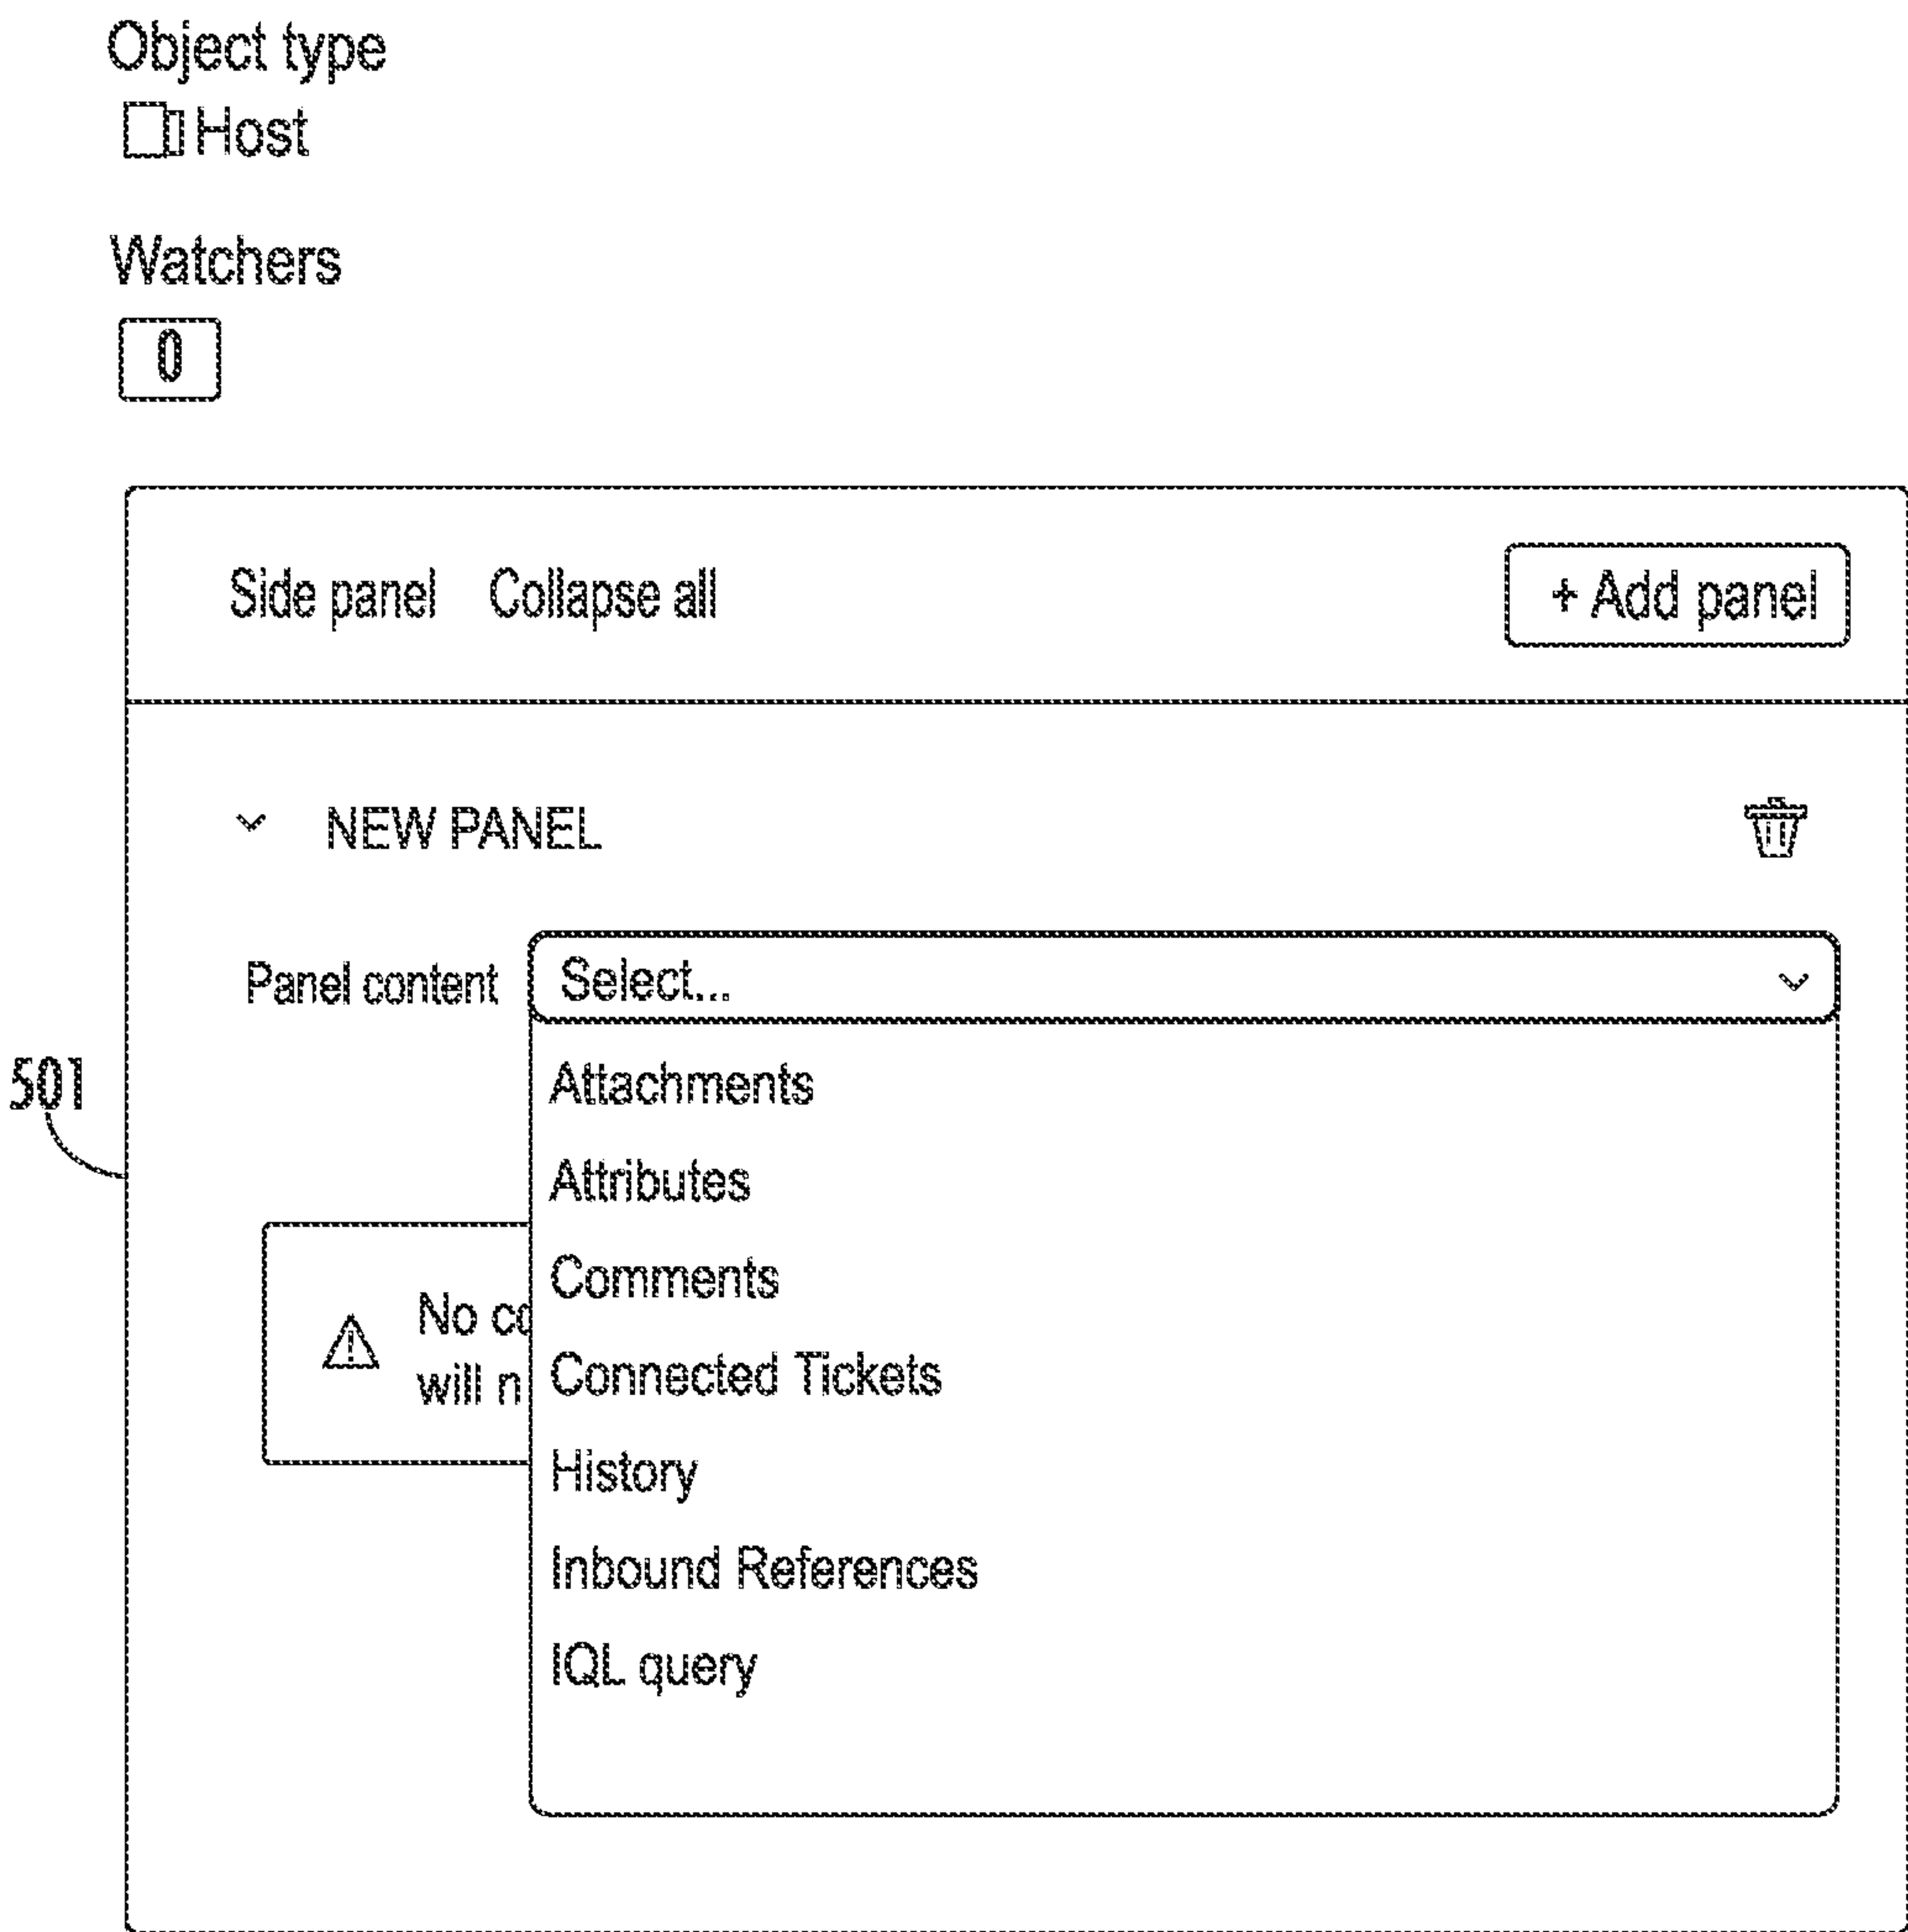 Object type
Host
Watchers
0
Side panel Collapse all + Add panel
NEW PANEL
Panel content Select...
501
Attachments
Attributes
Comments
No
will
Connected Tickets
History
Inbound References
IQL query